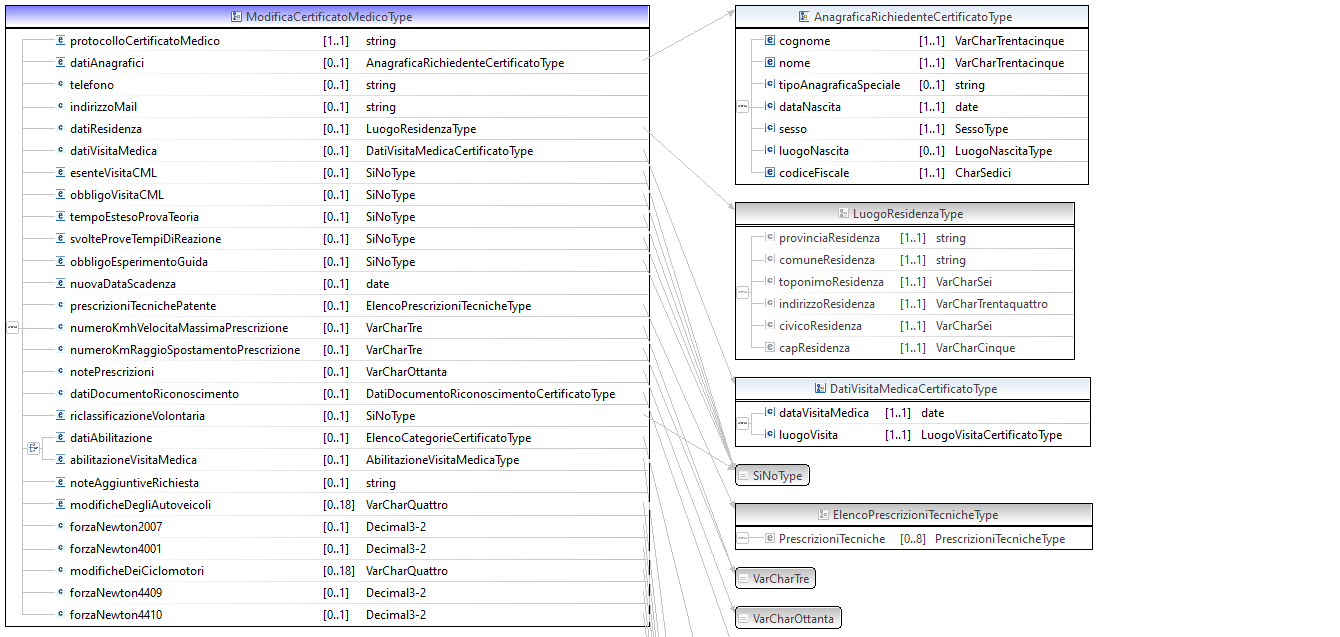 ModificaCertificatoMedicoType
protocolloCertificatoMedico [1..1] string
datiAnagrafici [0..1] AnagraficaRichiedenteCertificatoType
telefono [0..1] string
indirizzoMail [0..1] string
datiResidenza [0..1] LuogoResidenzaType
datiVisitaMedica [0..1] DatiVisitaMedicaCertificatoType
esenteVisitaCML [0..1] SiNoType
obbligoVisitaCML [0..1] SiNoType
tempoEstesoProvaTeoria [0..1] SiNoType
svolteProveTempiDiReazione [0..1] SiNoType
obbligoEsperimentoGuida [0..1] SiNoType
nuovaDataScadenza [0..1] date
prescrizioniTecnichePatente [0..1] ElencoPrescrizioniTecnicheType
numeroKmhVelocitaMassimaPrescrizione [0..1] VarCharTre
numeroKmRaggioSpostamentoPrescrizione [0..1] VarCharTre
notePrescrizioni [0..1] VarCharOttanta
datiDocumentoRiconoscimento [0..1] DatiDocumentoRiconoscimentoCertificatoType
riclassificazioneVolontaria [0..1] SiNoType
datiAbilitazione [0..1] ElencoCategorieCertificatoType
abilitazioneVisitaMedica [0..1] AbilitazioneVisitaMedicaType
noteAggiuntiveRichiesta [0..1] string
modificheDegliAutoveicoli [0..18] VarCharQuattro
forzaNewton2007 [0..1] Decimal3-2
forzaNewton4001 [0..1] Decimal3-2
modificheDeiCiclomotori [0..18] VarCharQuattro
forzaNewton4409 [0..1] Decimal3-2
forzaNewton4410 [0..1] Decimal3-2
AnagraficaRichiedenteCertificatoType
cognome [1..1] VarCharTrentacinque
nome [1..1] VarCharTrentacinque
tipoAnagraficaSpeciale [0..1] string
dataNascita [1..1] date
sesso [1..1] SessoType
luogoNascita [0..1] LuogoNascitaType
codiceFiscale [1..1] CharSedici
LuogoResidenzaType
provinciaResidenza [1..1] string
comuneResidenza [1..1] string
toponimoResidenza [1..1] VarCharSei
indirizzoResidenza [1..1] VarCharTrentaquattro
civicoResidenza [1..1] VarCharSei
capResidenza [1..1] VarCharCinque
DatiVisitaMedicaCertificatoType
dataVisitaMedica [1..1] date
luogoVisita [1..1] LuogoVisitaCertificatoType
SiNoType
ElencoPrescrizioniTecnicheType
PrescrizioniTecniche [0..8] PrescrizioniTecnicheType
VarCharTre
VarCharOttanta